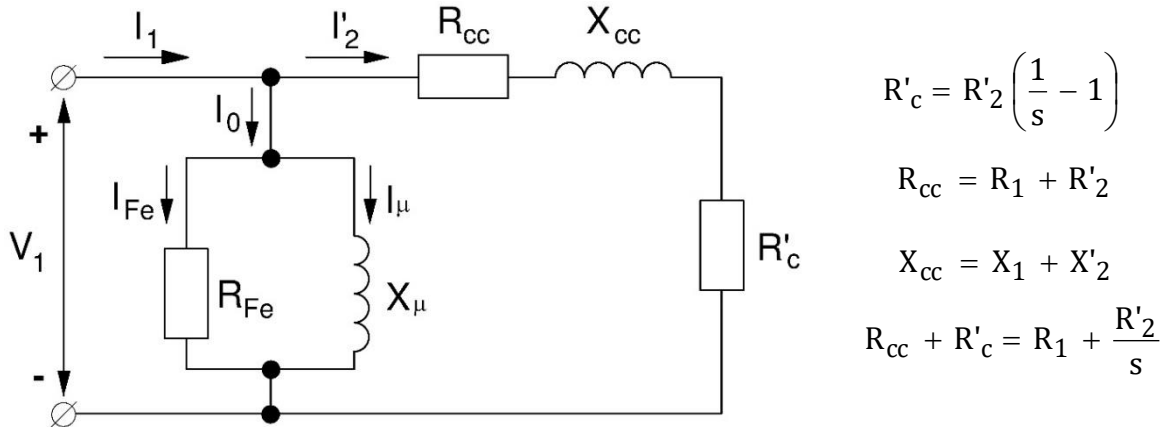 I1
I'2
Rcc
Xcc
+
I0
IFe
Iμ
V1
RFe
Xμ
R'c
-
R'c = R'2 (1/s − 1)
Rcc = R1 + R'2
Xcc = X1 + X'2
Rcc + R'c = R1 + R'2/s